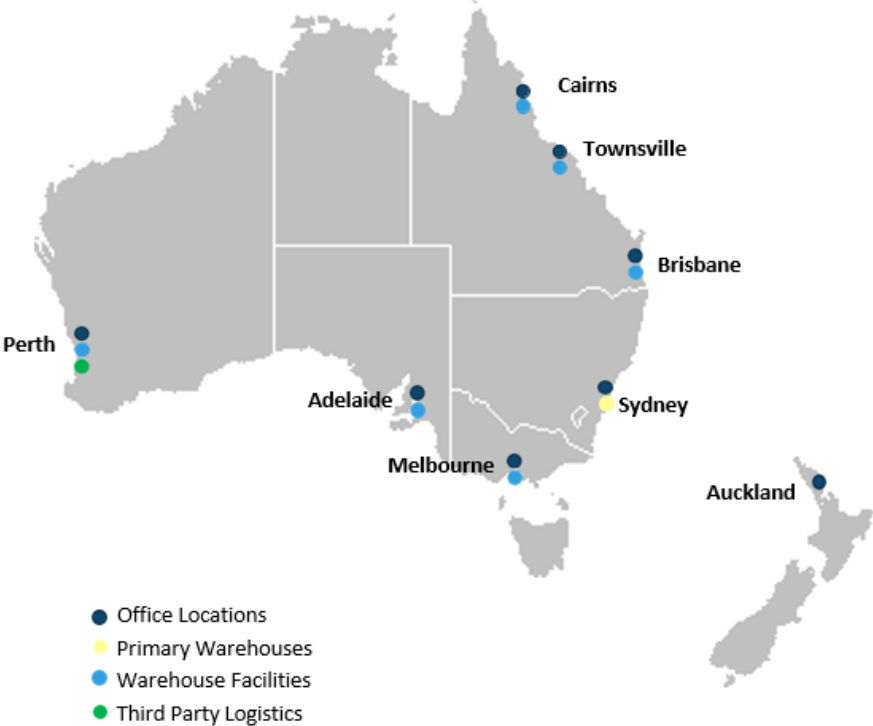 Cairns
Townsville
Brisbane
Perth
Adelaide
Sydney
Melbourne
Auckland
Office Locations
Primary Warehouses
Warehouse Facilities
Third Party Logistics